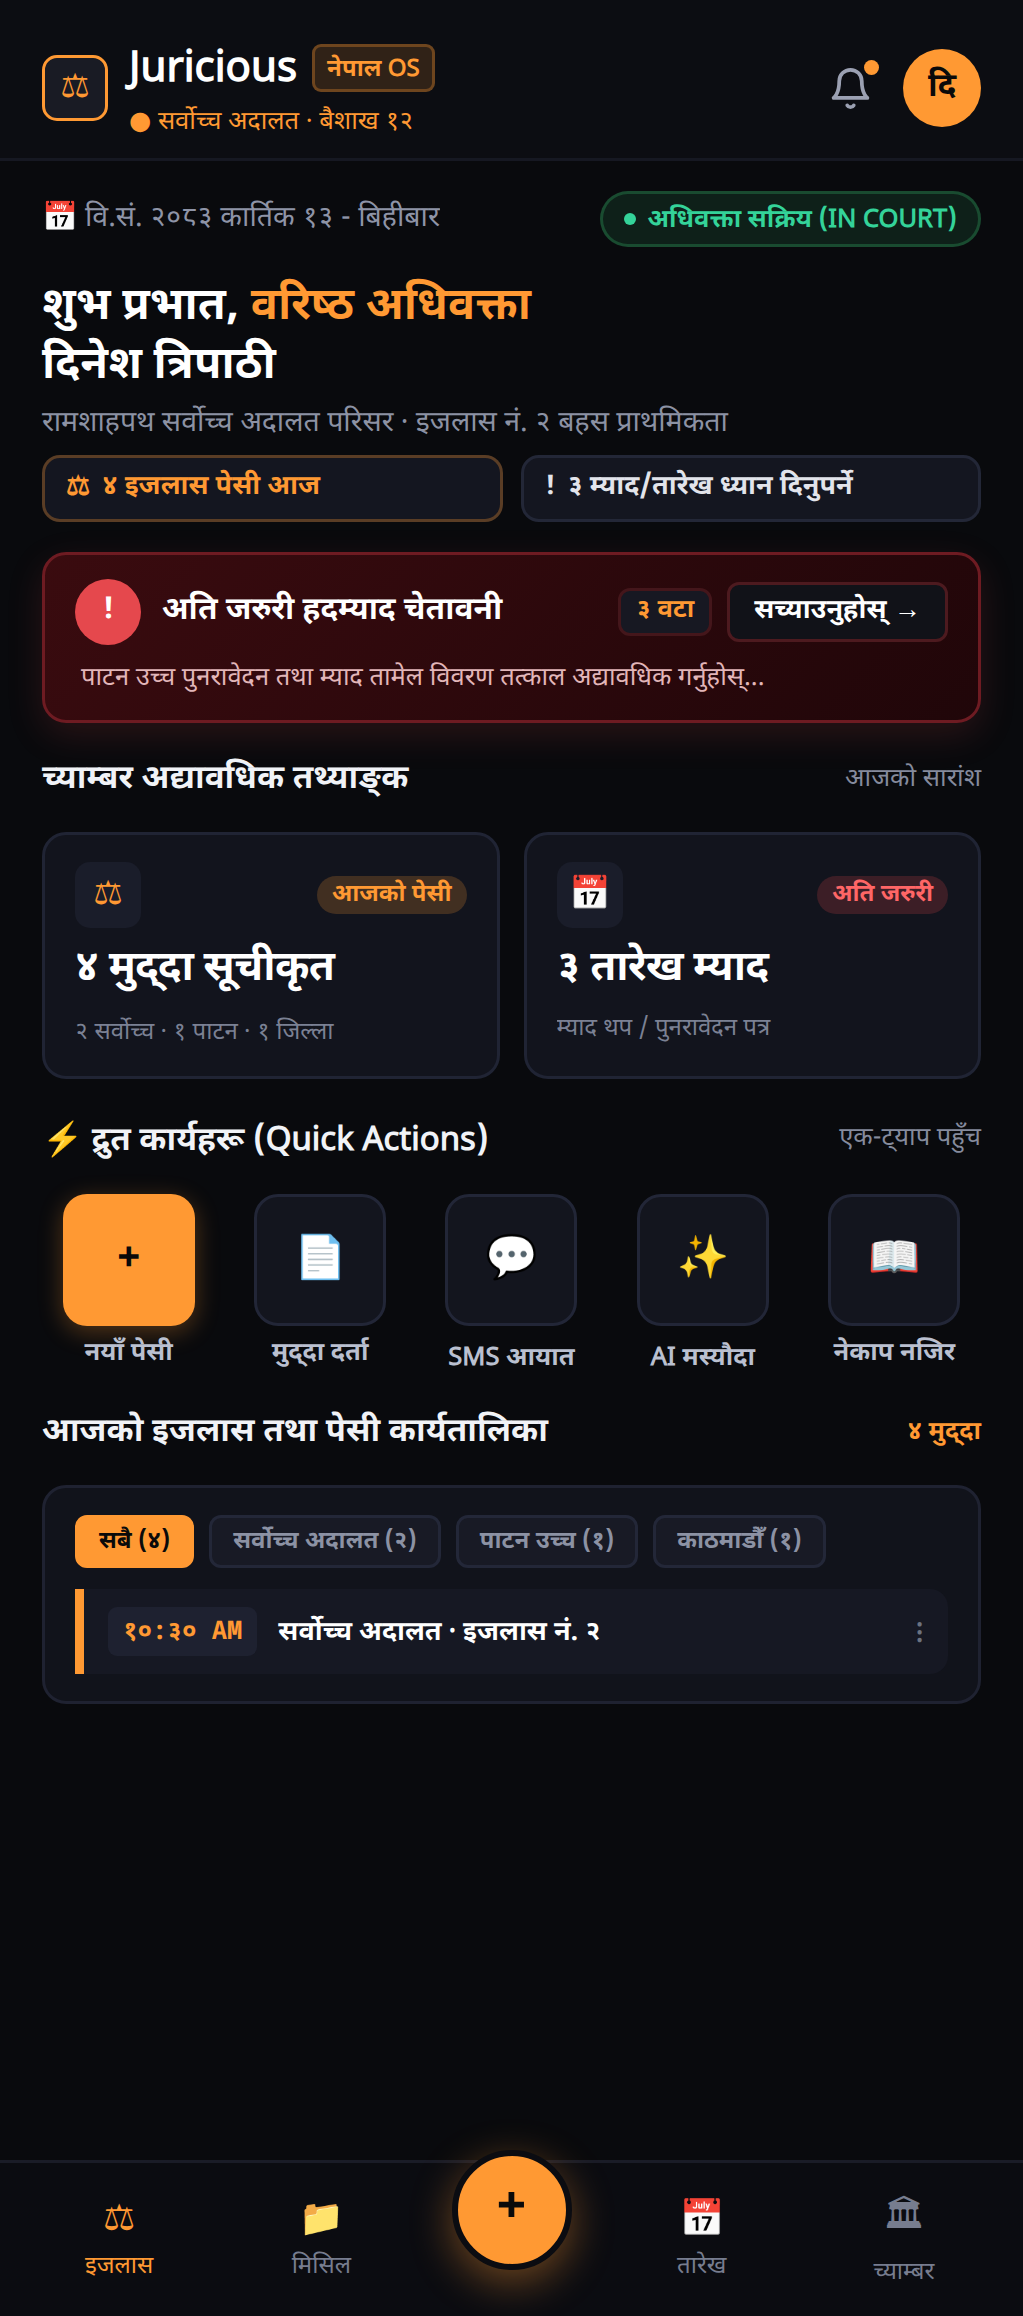 Juricious नेपाल OS
सर्वोच्च अदालत · बैशाख १२
दि
वि.सं. २०८३ कार्तिक १३ - बिहीबार
अधिवक्ता सक्रिय (IN COURT)
शुभ प्रभात, वरिष्ठ अधिवक्ता
दिनेश त्रिपाठी
रामशाहपथ सर्वोच्च अदालत परिसर · इजलास नं. २ बहस प्राथमिकता
४ इजलास पेसी आज
! ३ म्याद/तारेख ध्यान दिनुपर्ने
! अति जरुरी हदम्याद चेतावनी
३ वटा
सच्याउनुहोस् →
पाटन उच्च पुनरावेदन तथा म्याद तामेल विवरण तत्काल अद्यावधिक गर्नुहोस्...
च्याम्बर अद्यावधिक तथ्याङ्क
आजको सारांश
आजको पेसी
४ मुद्दा सूचीकृत
२ सर्वोच्च · १ पाटन · १ जिल्ला
July 17
अति जरुरी
३ तारेख म्याद
म्याद थप / पुनरावेदन पत्र
⚡ द्रुत कार्यहरू (Quick Actions)
एक-ट्याप पहुँच
+
नयाँ पेसी
मुद्दा दर्ता
SMS आयात
AI मस्यौदा
नेकाप नजिर
आजको इजलास तथा पेसी कार्यतालिका
४ मुद्दा
सबै (४)
सर्वोच्च अदालत (२)
पाटन उच्च (१)
काठमाडौँ (१)
१०:३० AM
सर्वोच्च अदालत · इजलास नं. २
इजलास
मिसिल
+
July 17
तारेख
च्याम्बर